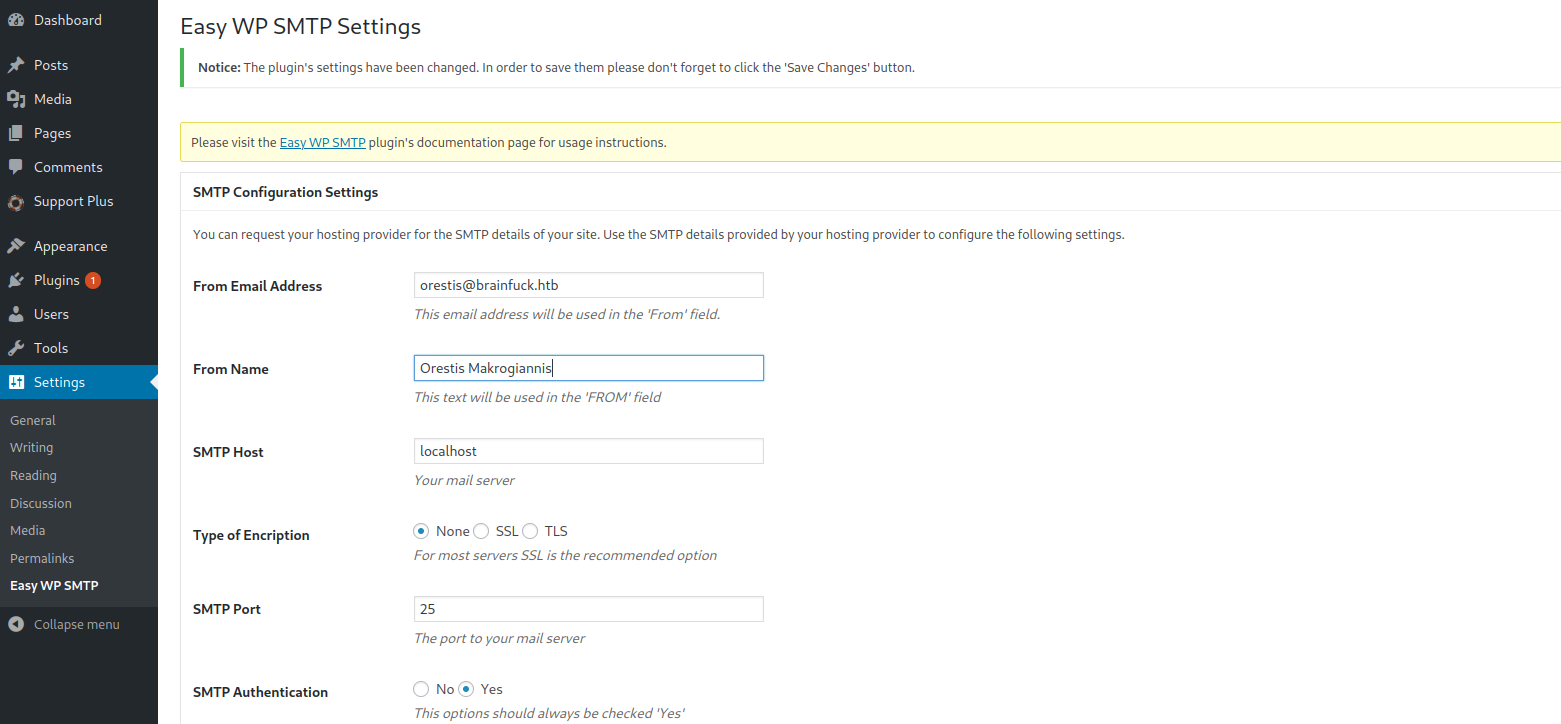 Dashboard
Posts
Media
Pages
Comments
Support Plus
Appearance
Plugins 1
Users
Tools
Settings
General
Writing
Reading
Discussion
Media
Permalinks
Easy WP SMTP
Collapse menu
Easy WP SMTP Settings
Notice: The plugin's settings have been changed. In order to save them please don't forget to click the 'Save Changes' button.
Please visit the Easy WP SMTP plugin's documentation page for usage instructions.
SMTP Configuration Settings
You can request your hosting provider for the SMTP details of your site. Use the SMTP details provided by your hosting provider to configure the following settings.
From Email Address orestis@brainfuck.htb
This email address will be used in the 'From' field.
From Name Orestis Makrogiannis
This text will be used in the 'FROM' field
SMTP Host localhost
Your mail server
Type of Encription None SSL TLS
For most servers SSL is the recommended option
SMTP Port 25
The port to your mail server
SMTP Authentication No Yes
This options should always be checked 'Yes'